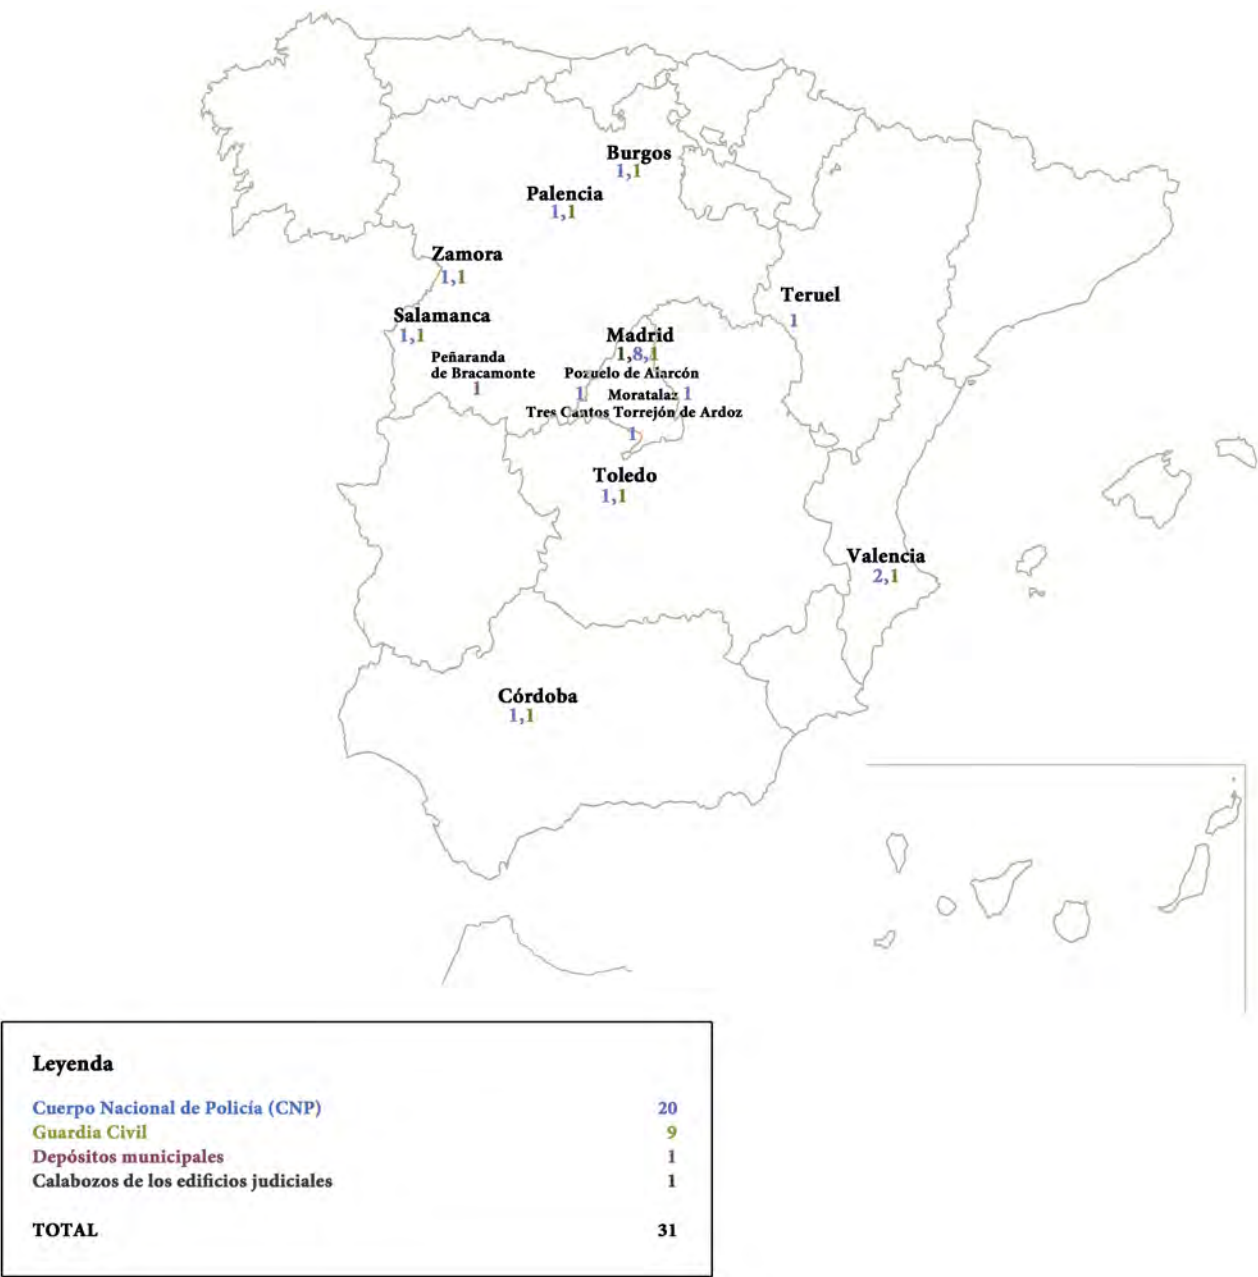 Burgos
1,1
Palencia
1,1
Zamora
1,1
Teruel
1
Salamanca
1,1
Madrid
1,8,1
Peñaranda
de Bracamonte
1
Pozuelo de Alarcón
1
Moratalaz 1
Tres Cantos Torrejón de Ardoz
1
Toledo
1,1
Valencia
2,1
Córdoba
1,1
Leyenda
Cuerpo Nacional de Policía (CNP) 20
Guardia Civil 9
Depósitos municipales 1
Calabozos de los edificios judiciales 1
TOTAL 31